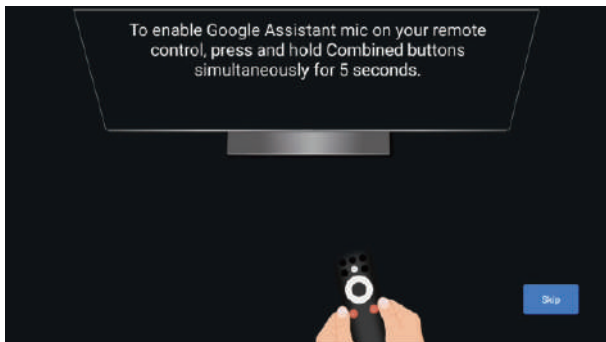 To enable Google Assistant mic on your remote
control, press and hold Combined buttons
simultaneously for 5 seconds.
Skip